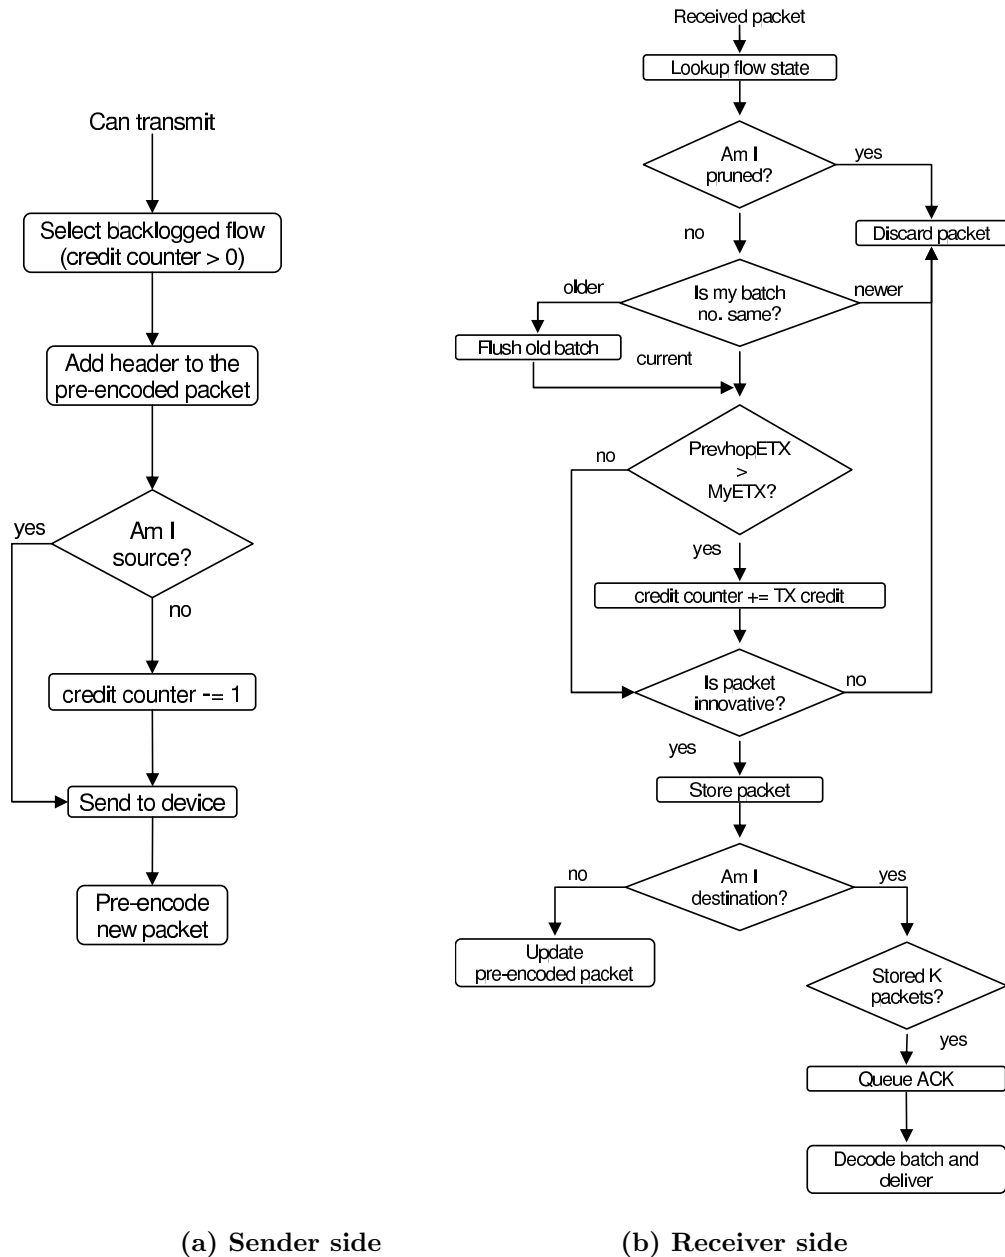 Can transmit
Select backlogged flow
(credit counter > 0)
Add header to the
pre-encoded packet
Am I
source?
yes
no
credit counter -= 1
Send to device
Pre-encode
new packet
(a) Sender side
Received packet
Lookup flow state
Am I
pruned?
yes
no
Discard packet
Is my batch
no. same?
older
newer
Flush old batch
current
PrevhopETX
>
MyETX?
no
yes
credit counter += TX credit
Is packet
innovative?
no
yes
Store packet
Am I
destination?
no
yes
Update
pre-encoded packet
Stored K
packets?
yes
Queue ACK
Decode batch and
deliver
(b) Receiver side